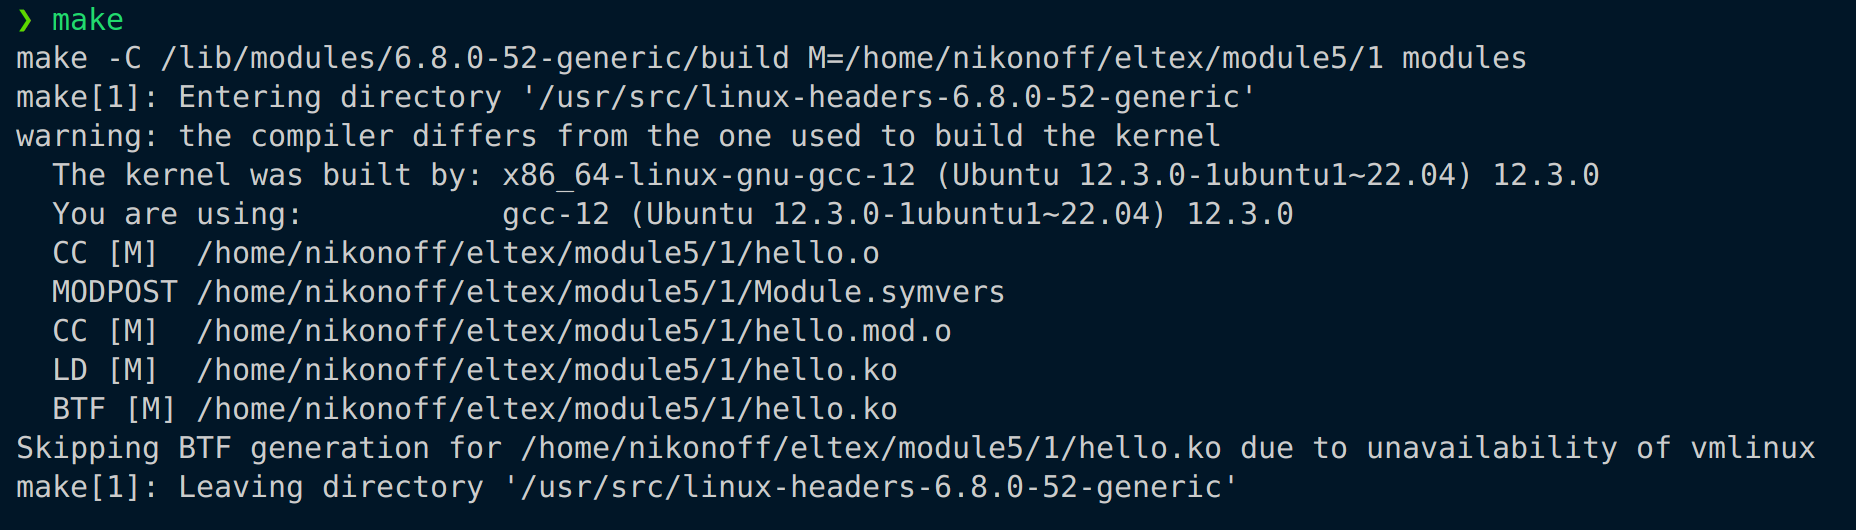 ❯ make
make -C /lib/modules/6.8.0-52-generic/build M=/home/nikonoff/eltex/module5/1 modules
make[1]: Entering directory '/usr/src/linux-headers-6.8.0-52-generic'
warning: the compiler differs from the one used to build the kernel
  The kernel was built by: x86_64-linux-gnu-gcc-12 (Ubuntu 12.3.0-1ubuntu1~22.04) 12.3.0
  You are using:           gcc-12 (Ubuntu 12.3.0-1ubuntu1~22.04) 12.3.0
  CC [M]  /home/nikonoff/eltex/module5/1/hello.o
  MODPOST /home/nikonoff/eltex/module5/1/Module.symvers
  CC [M]  /home/nikonoff/eltex/module5/1/hello.mod.o
  LD [M]  /home/nikonoff/eltex/module5/1/hello.ko
  BTF [M] /home/nikonoff/eltex/module5/1/hello.ko
Skipping BTF generation for /home/nikonoff/eltex/module5/1/hello.ko due to unavailability of vmlinux
make[1]: Leaving directory '/usr/src/linux-headers-6.8.0-52-generic'